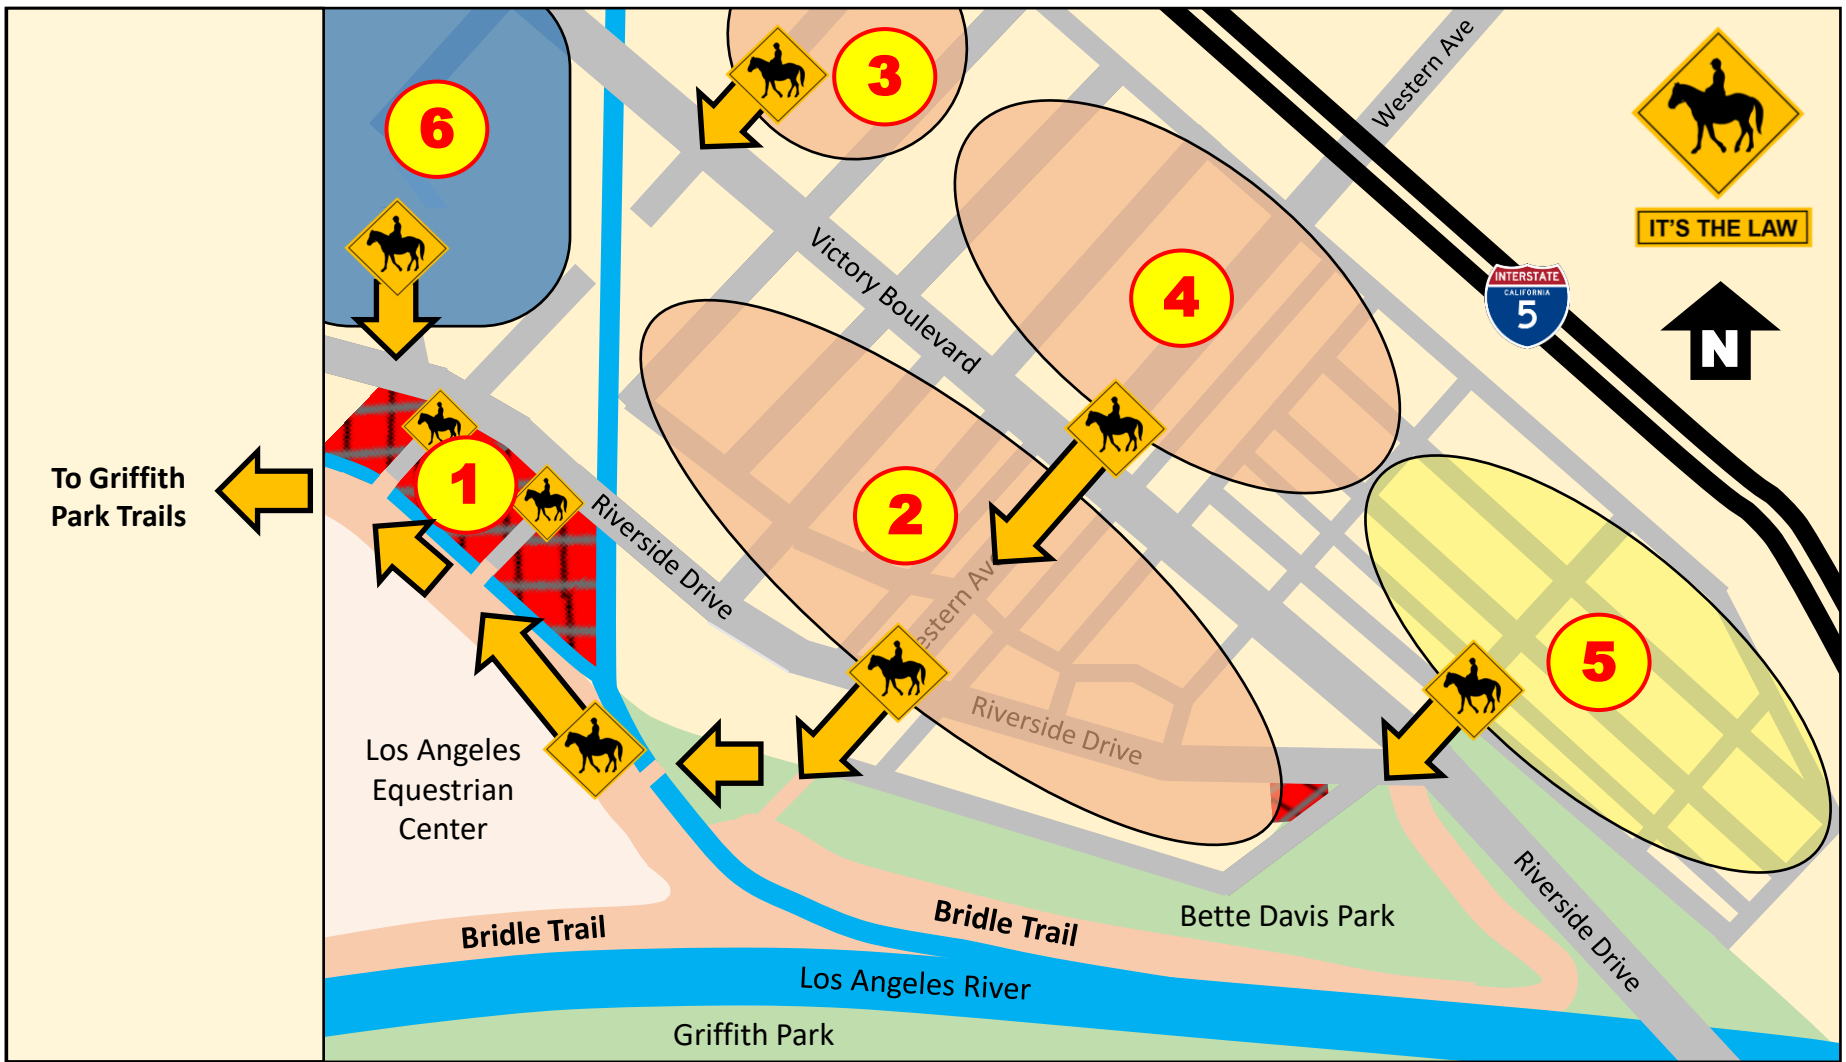 6
3
Western Ave
IT'S THE LAW
Victory Boulevard
4
INTERSTATE
CALIFORNIA
5
N
To Griffith
Park Trails
1
2
Riverside Drive
estern Av
5
Riverside Drive
Los Angeles
Equestrian
Center
Bridle Trail
Bridle Trail
Bette Davis Park
Riverside Drive
Los Angeles River
Griffith Park